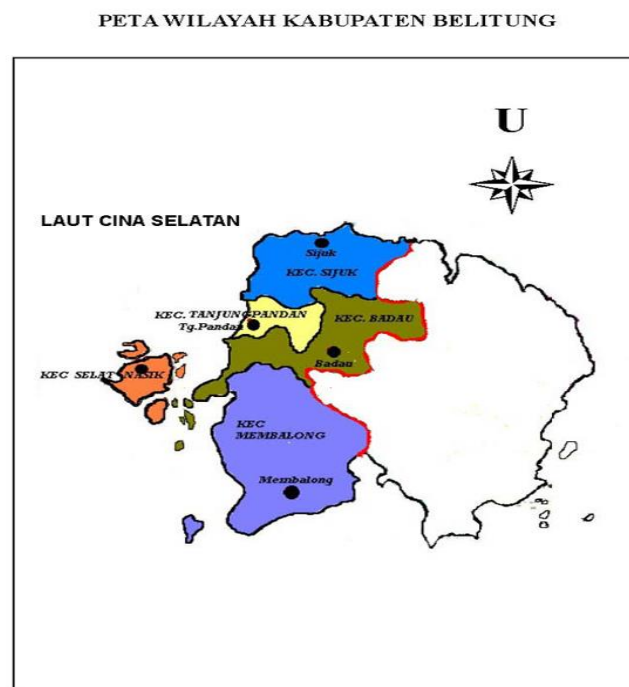 PETA WILAYAH KABUPATEN BELITUNG
U
LAUT CINA SELATAN
Sijuk
KEC. SIJUK
KEC. TANJUNGPANDAN
Tg.Pandan
KEC. BADAU
Badau
KEC SELAT NASIK
KEC
MEMBALONG
Membalong